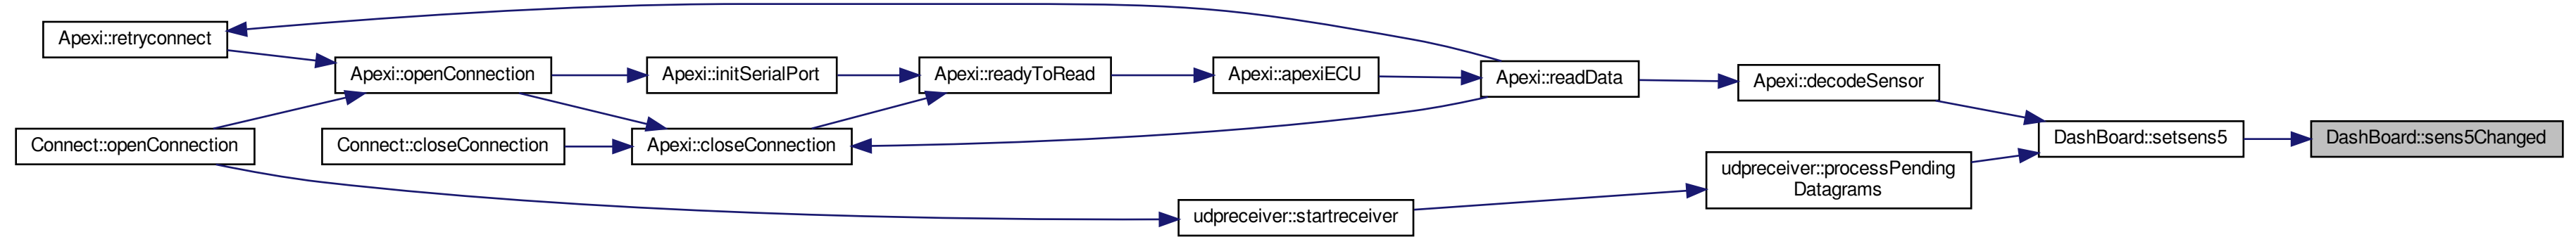 Apexi::retryconnect
Apexi::openConnection
Apexi::initSerialPort
Apexi::readyToRead
Apexi::apexiECU
Apexi::readData
Apexi::decodeSensor
Connect::openConnection
Connect::closeConnection
Apexi::closeConnection
DashBoard::setsens5
DashBoard::sens5Changed
udpreceiver::processPending
Datagrams
udpreceiver::startreceiver